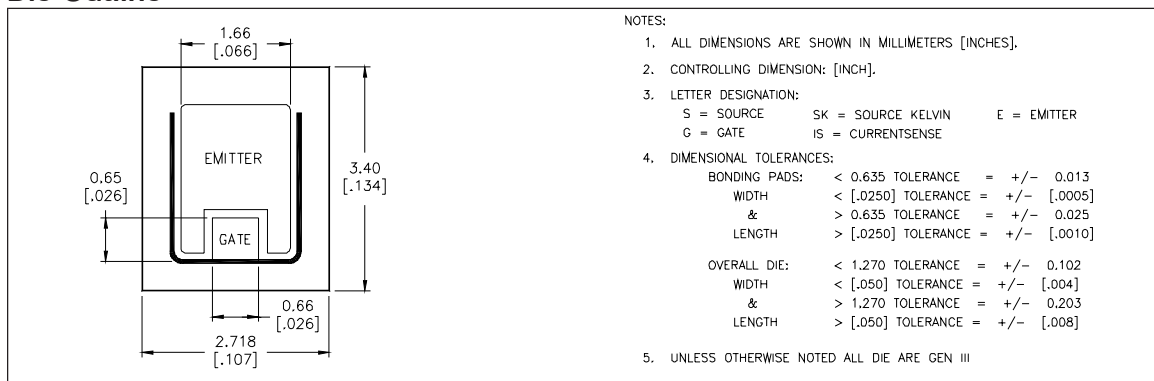 1.66
[.066]
EMITTER
3.40
[.134]
0.65
[.026]
GATE
0.66
[.026]
2.718
[.107]
NOTES:
1. ALL DIMENSIONS ARE SHOWN IN MILLIMETERS [INCHES].
2. CONTROLLING DIMENSION: [INCH].
3. LETTER DESIGNATION:
S = SOURCE SK = SOURCE KELVIN E = EMITTER
G = GATE IS = CURRENTSENSE
4. DIMENSIONAL TOLERANCES:
BONDING PADS: < 0.635 TOLERANCE = +/- 0.013
WIDTH < [.0250] TOLERANCE = +/- [.0005]
& > 0.635 TOLERANCE = +/- 0.025
LENGTH > [.0250] TOLERANCE = +/- [.0010]
OVERALL DIE: < 1.270 TOLERANCE = +/- 0.102
WIDTH < [.050] TOLERANCE = +/- [.004]
& > 1.270 TOLERANCE = +/- 0.203
LENGTH > [.050] TOLERANCE = +/- [.008]
5. UNLESS OTHERWISE NOTED ALL DIE ARE GEN III